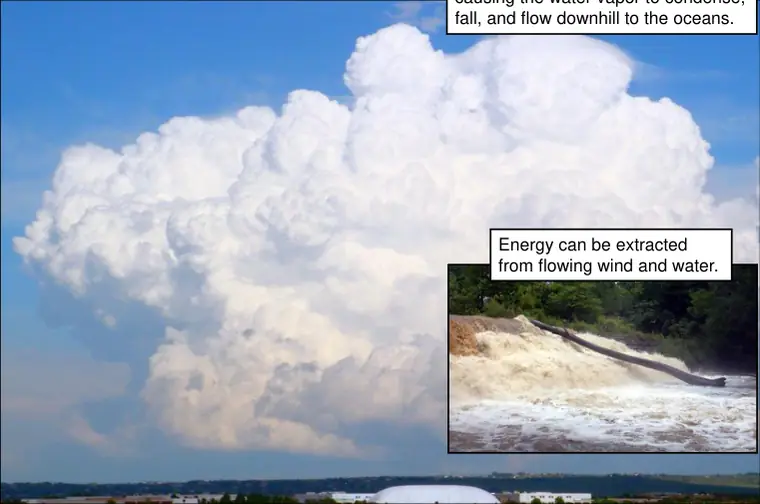 causing the water vapor to condense,
fall, and flow downhill to the oceans.
Energy can be extracted
from flowing wind and water.